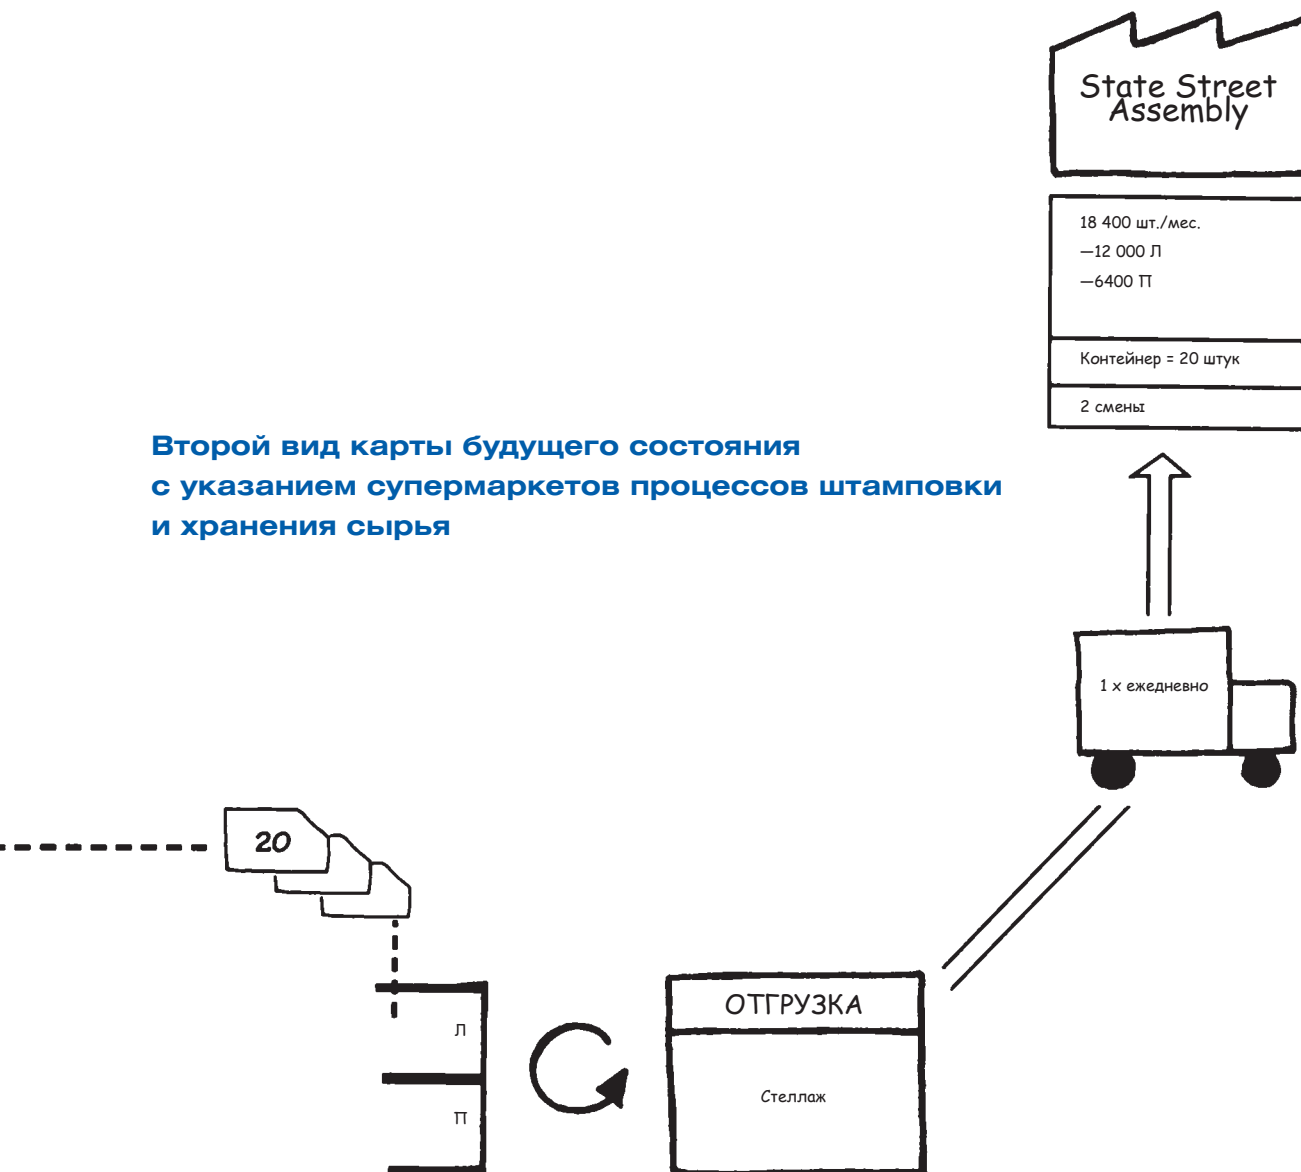 State Street
Assembly
18 400 шт./мес.
—12 000 Л
—6400 П
Контейнер = 20 штук
2 смены
Второй вид карты будущего состояния
с указанием супермаркетов процессов штамповки
и хранения сырья
1 х ежедневно
20
ОТГРУЗКА
Л
Стеллаж
П